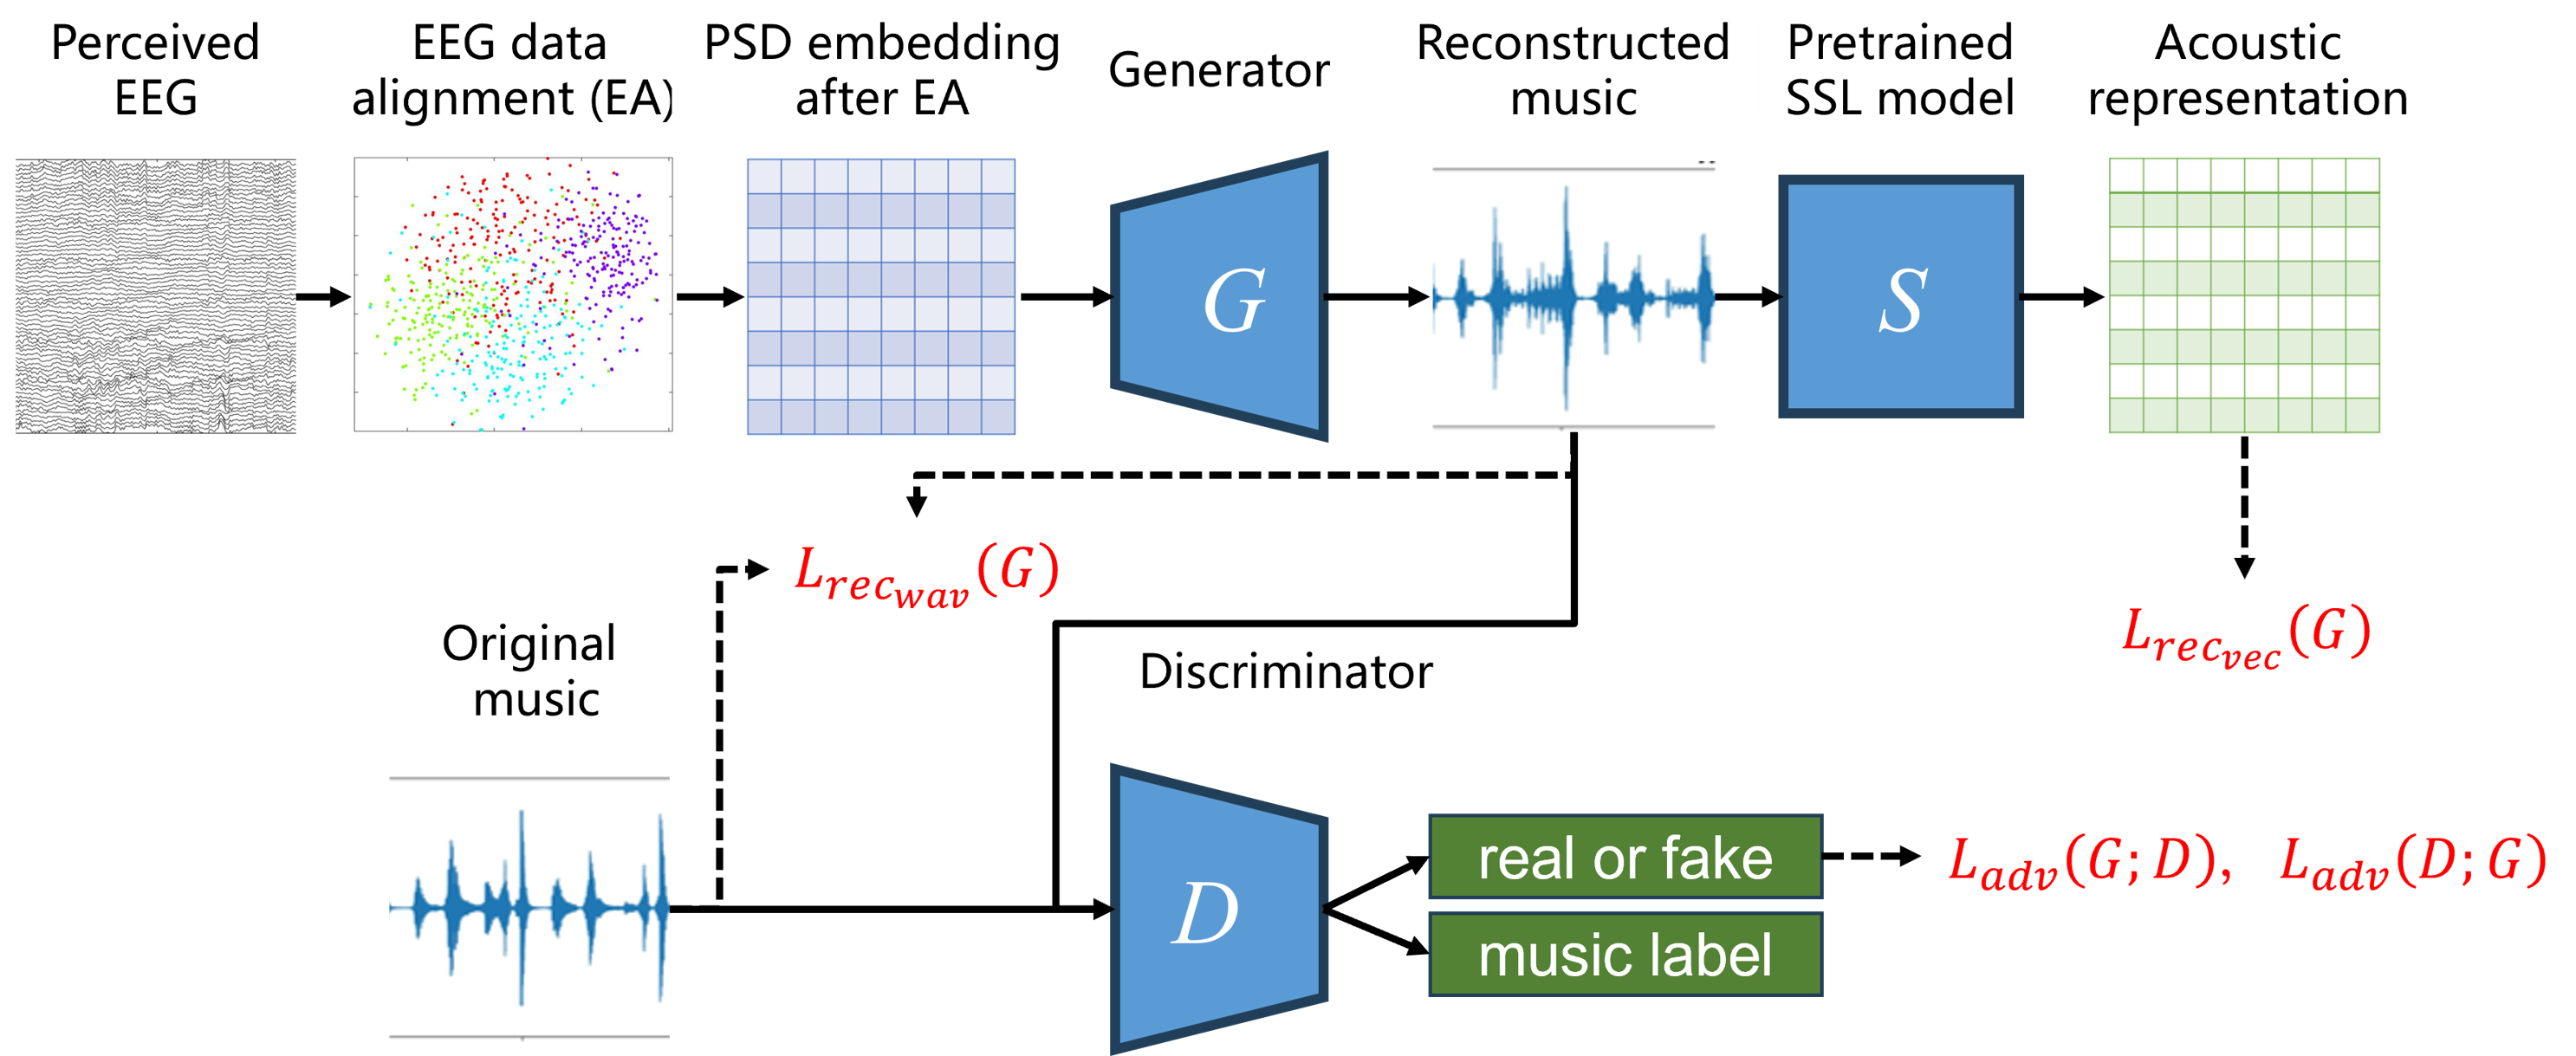 Perceived
EEG
EEG data
alignment (EA)
PSD embedding
after EA
Generator
Reconstructed
music
Pretrained
SSL model
Acoustic
representation
G
S
L_{rec_{wav}}(G)
L_{rec_{vec}}(G)
Original
music
Discriminator
D
real or fake
music label
L_{adv}(G; D), L_{adv}(D; G)